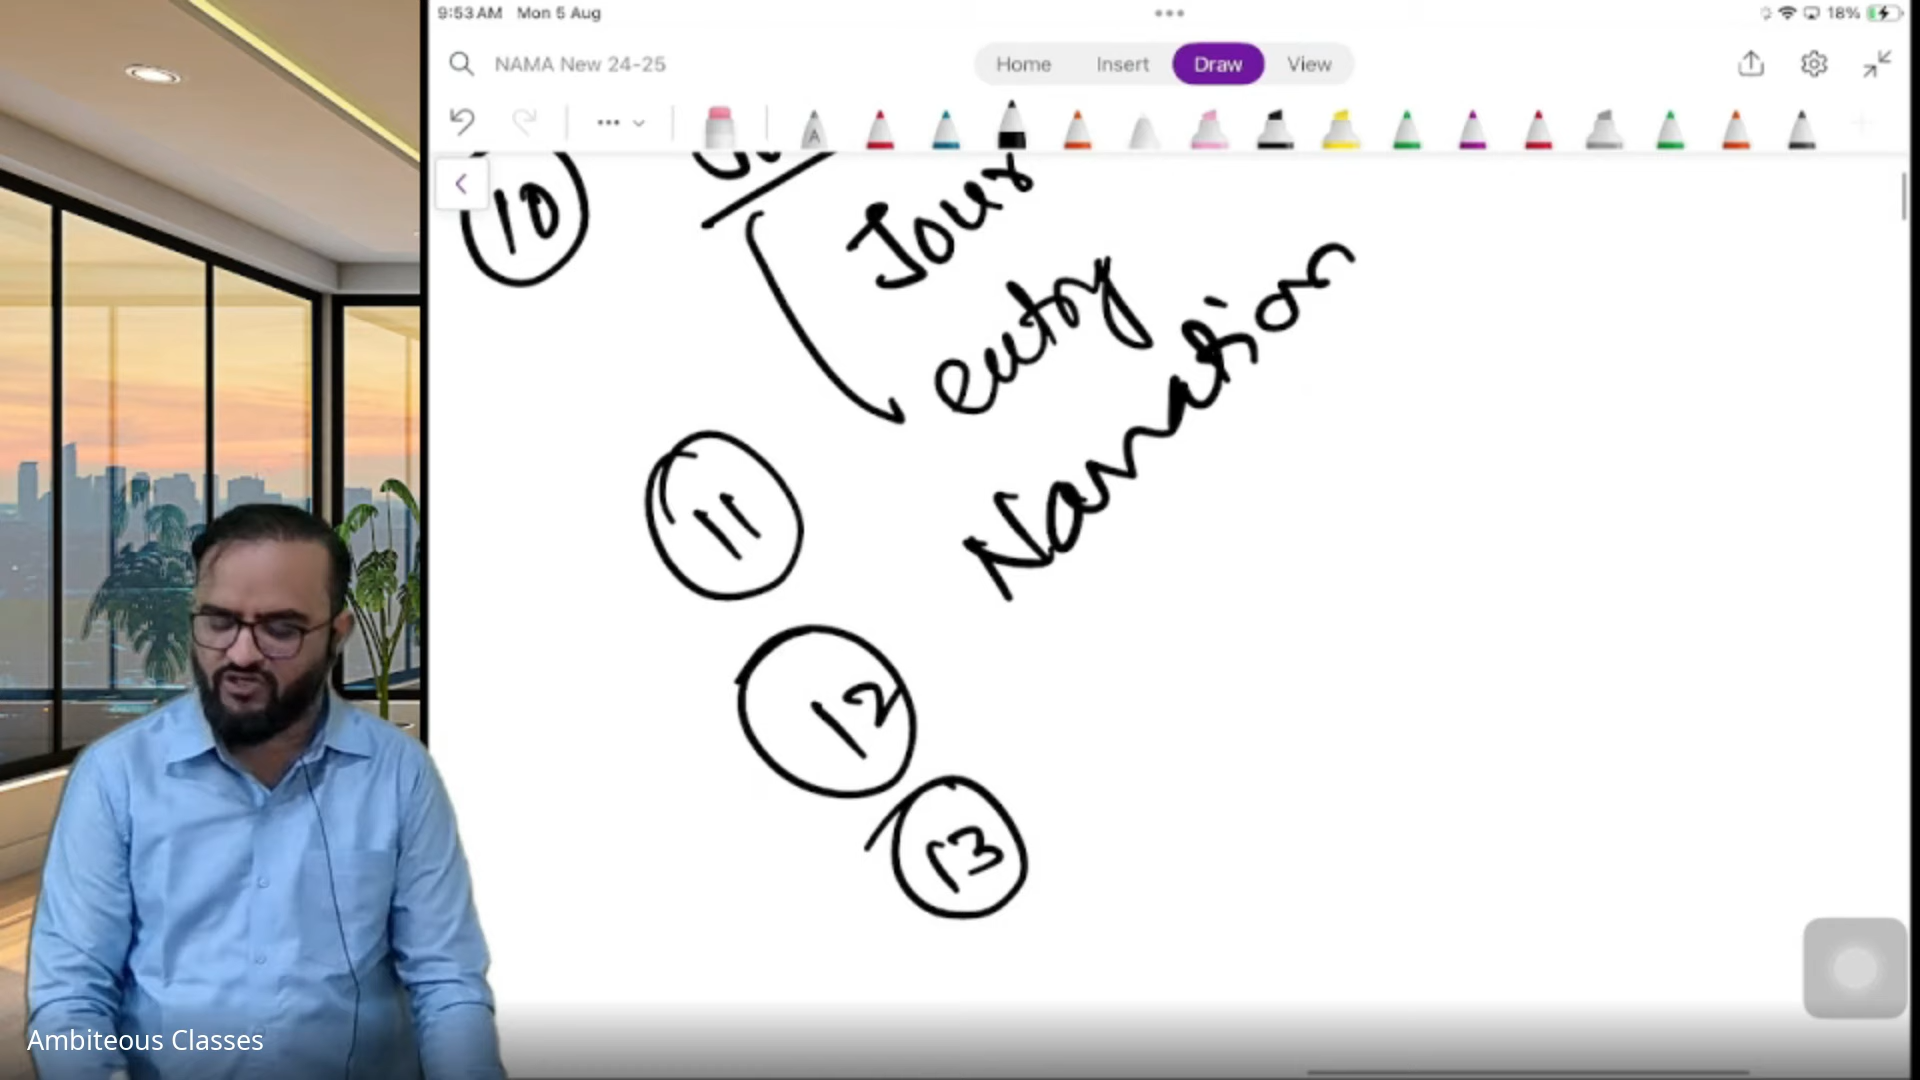 9:53 AM Mon 5 Aug
18%
NAMA New 24-25
Home Insert Draw View
A
10
Jour
entry
Narration
11
12
13
Ambiteous Classes